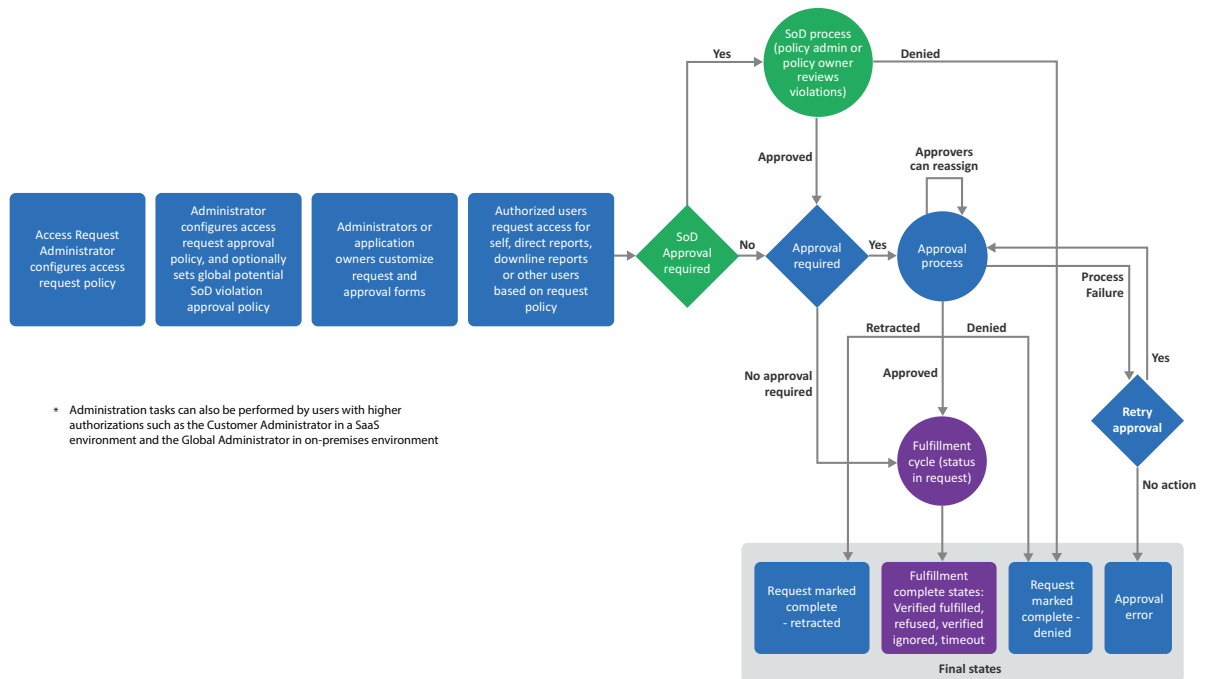 SoD process
(policy admin or
policy owner
reviews
violations)
Yes
Denied
Approved
Approvers
can reassign
Access Request
Administrator
configures access
request policy
Administrator
configures access
request approval
policy, and optionally
sets global potential
SoD violation
approval policy
Administrators or
application
owners customize
request and
approval forms
Authorized users
request access for
self, direct reports,
downline reports
or other users
based on request
policy
SoD
Approval
required
No
Approval
required
Yes
Approval
process
Process
Failure
Retracted
Denied
Approved
No approval
required
Yes
Retry
approval
* Administration tasks can also be performed by users with higher
authorizations such as the Customer Administrator in a SaaS
environment and the Global Administrator in on-premises environment
Fulfillment
cycle (status
in request)
No action
Request marked
complete
- retracted
Fulfillment
complete states:
Verified fulfilled,
refused, verified
ignored, timeout
Request
marked
complete -
denied
Approval
error
Final states